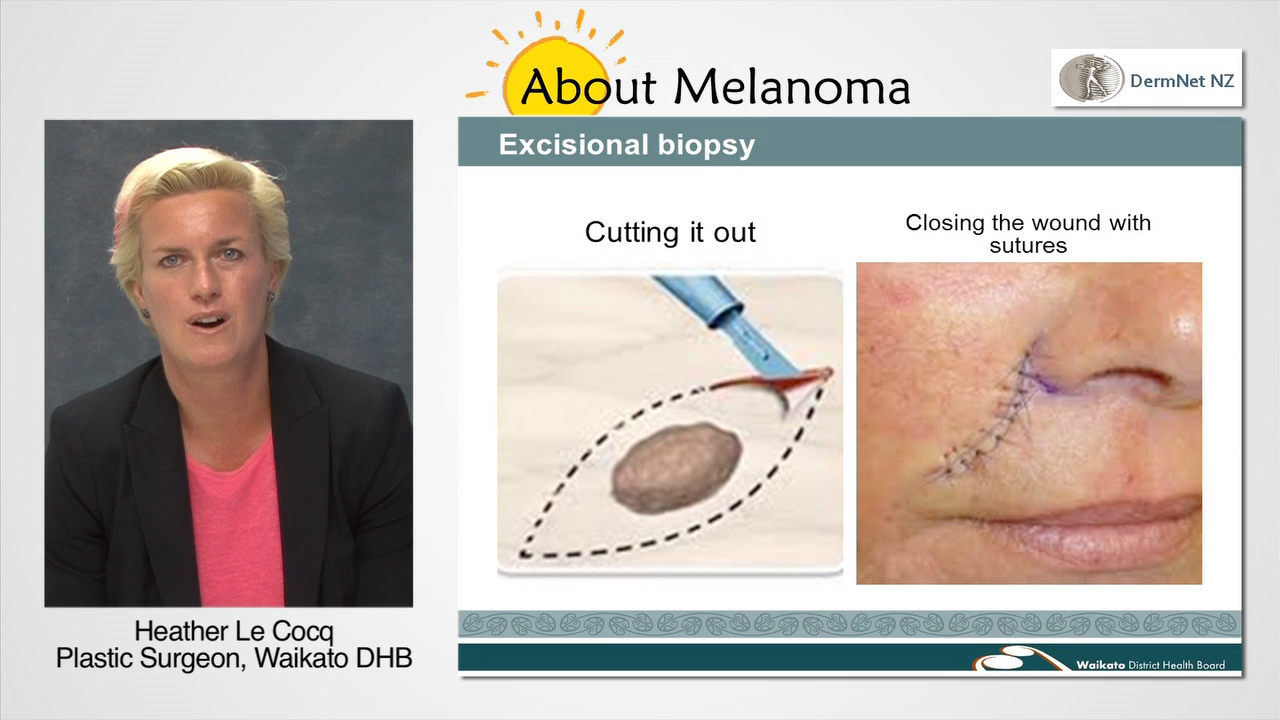 About Melanoma
DermNet NZ
Excisional biopsy
Cutting it out
Closing the wound with
sutures
Heather Le Cocq
Plastic Surgeon, Waikato DHB
Waikato District Health Board